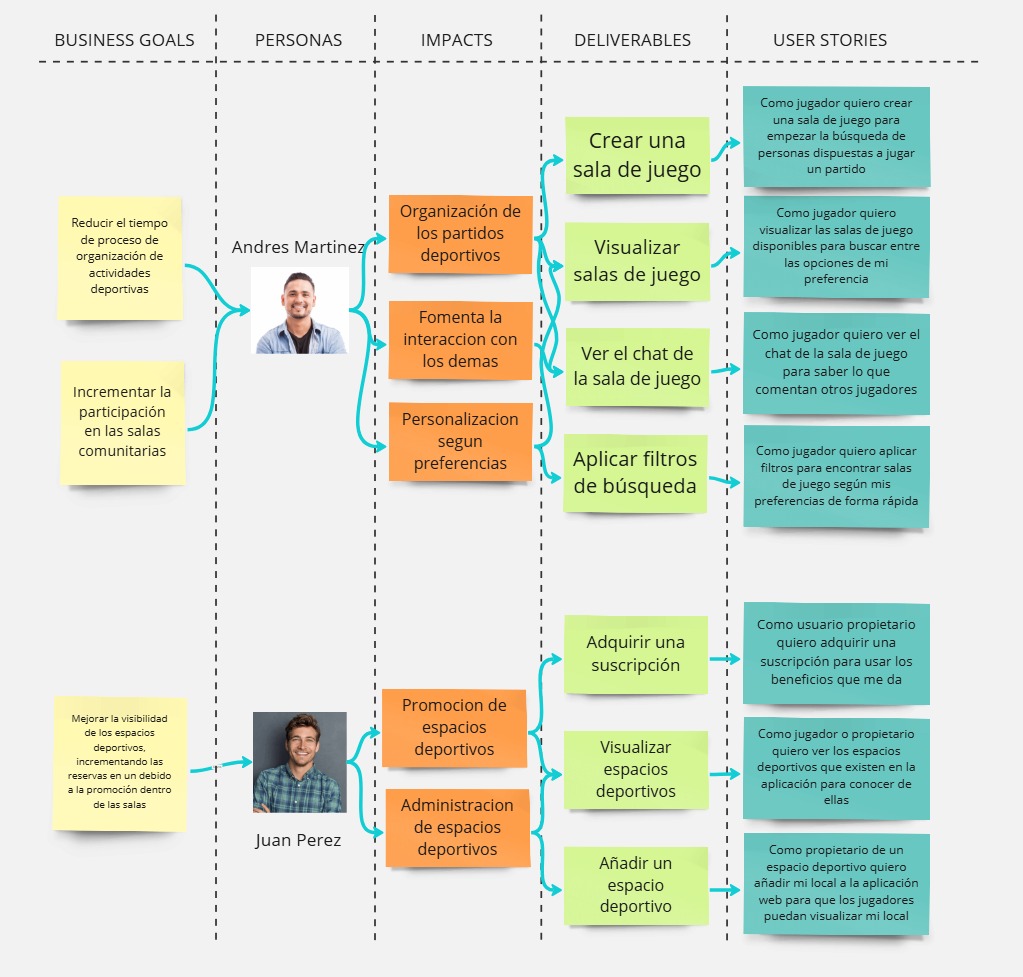 BUSINESS GOALS
PERSONAS
IMPACTS
DELIVERABLES
USER STORIES
Reducir el tiempo
de proceso de
organización de
actividades
deportivas
Incrementar la
participación
en las salas
comunitarias
Andres Martinez
Organización de
los partidos
deportivos
Fomenta la
interaccion con
los demas
Personalizacion
segun
preferencias
Crear una
sala de juego
Visualizar
salas de juego
Ver el chat de
la sala de juego
Aplicar filtros
de búsqueda
Como jugador quiero crear
una sala de juego para
empezar la búsqueda de
personas dispuestas a jugar
un partido
Como jugador quiero
visualizar las salas de juego
disponibles para buscar entre
las opciones de mi
preferencia
Como jugador quiero ver el
chat de la sala de juego
para saber lo que
comentan otros jugadores
Como jugador quiero aplicar
filtros para encontrar salas
de juego según mis
preferencias de forma rápida
Mejorar la visibilidad
de los espacios
deportivos,
incrementando las
reservas en un debido
a la promoción dentro
de las salas
Juan Perez
Promocion de
espacios
deportivos
Administracion
de espacios
deportivos
Adquirir una
suscripción
Visualizar
espacios
deportivos
Añadir un
espacio
deportivo
Como usuario propietario
quiero adquirir una
suscripción para usar los
beneficios que me da
Como jugador o propietario
quiero ver los espacios
deportivos que existen en la
aplicación para conocer de
ellas
Como propietario de un
espacio deportivo quiero
añadir mi local a la aplicación
web para que los jugadores
puedan visualizar mi local